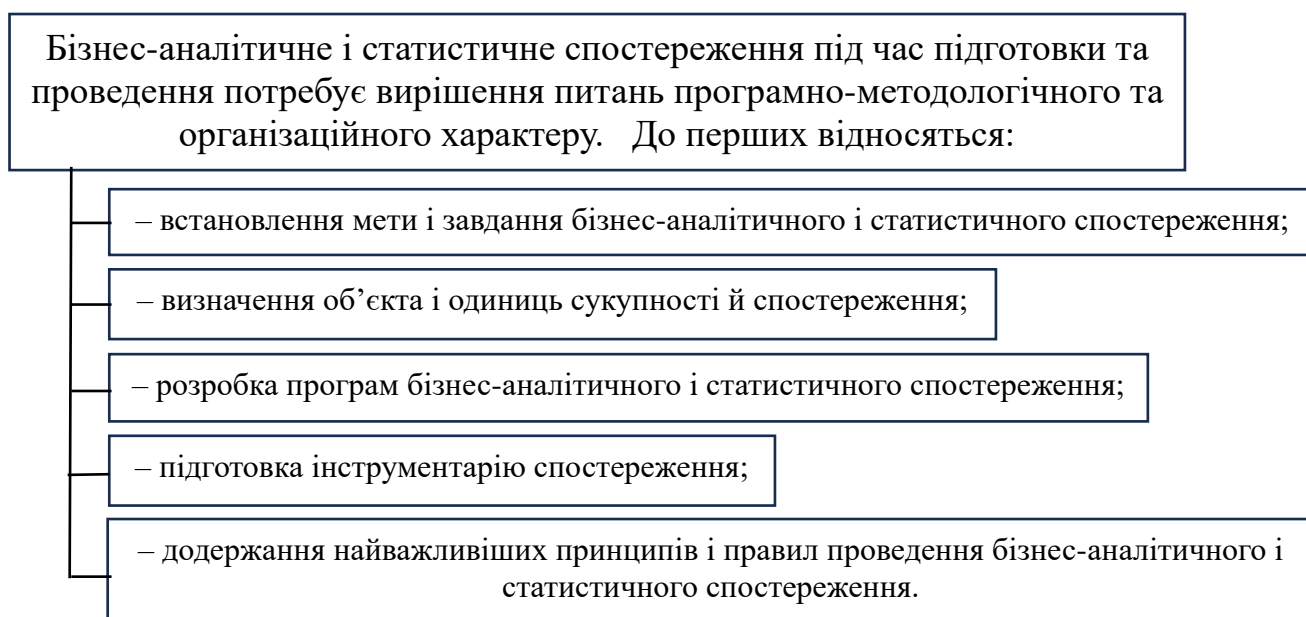 Бізнес-аналітичне і статистичне спостереження під час підготовки та
проведення потребує вирішення питань програмно-методологічного та
організаційного характеру. До перших відносяться:
– встановлення мети і завдання бізнес-аналітичного і статистичного спостереження;
– визначення об’єкта і одиниць сукупності й спостереження;
– розробка програм бізнес-аналітичного і статистичного спостереження;
– підготовка інструментарію спостереження;
– додержання найважливіших принципів і правил проведення бізнес-аналітичного і
статистичного спостереження.